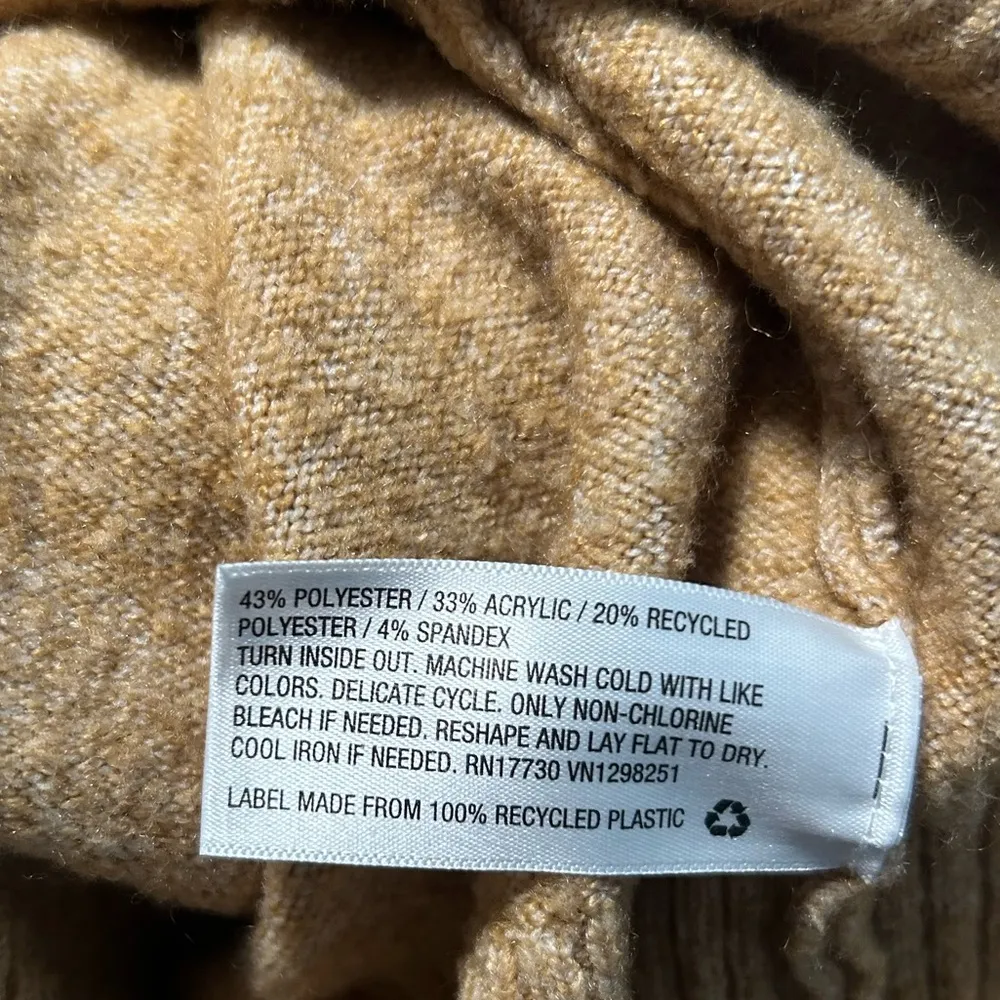 43% POLYESTER / 33% ACRYLIC / 20% RECYCLED
POLYESTER / 4% SPANDEX
TURN INSIDE OUT. MACHINE WASH COLD WITH LIKE
COLORS. DELICATE CYCLE. ONLY NON-CHLORINE
BLEACH IF NEEDED. RESHAPE AND LAY FLAT TO DRY.
COOL IRON IF NEEDED. RN17730 VN1298251
LABEL MADE FROM 100% RECYCLED PLASTIC